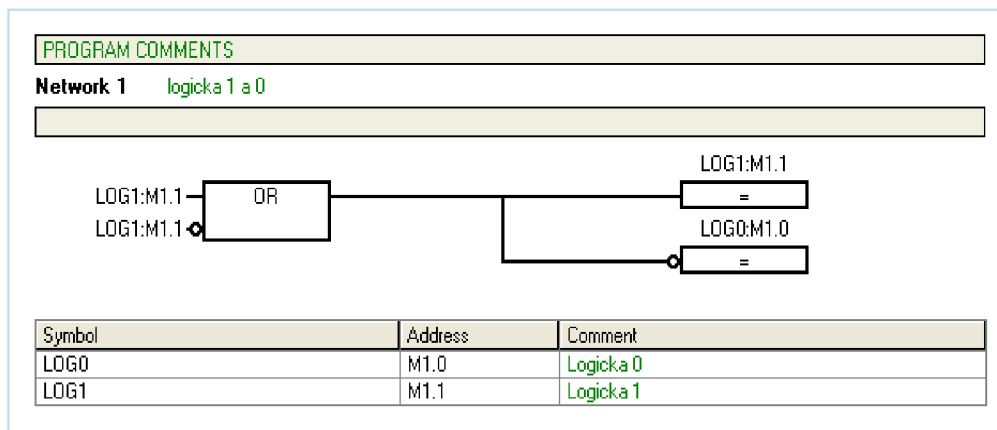 PROGRAM COMMENTS
Network 1 logicka 1 a 0
LOG1:M1.1
LOG1:M1.1 OR =
LOG1:M1.1 LOG0:M1.0
=
Symbol Address Comment
LOG0 M1.0 Logicka 0
LOG1 M1.1 Logicka 1